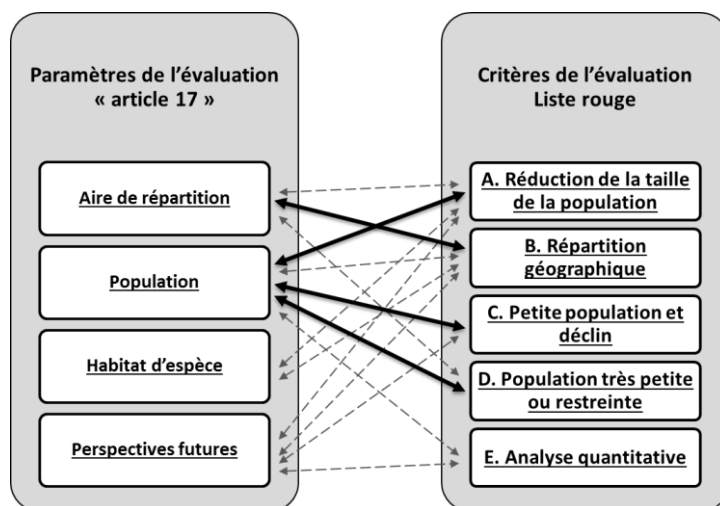 Paramètres de l'évaluation
« article 17 »
Aire de répartition
Population
Habitat d'espèce
Perspectives futures
Critères de l'évaluation
Liste rouge
A. Réduction de la taille
de la population
B. Répartition
géographique
C. Petite population et
déclin
D. Population très petite
ou restreinte
E. Analyse quantitative